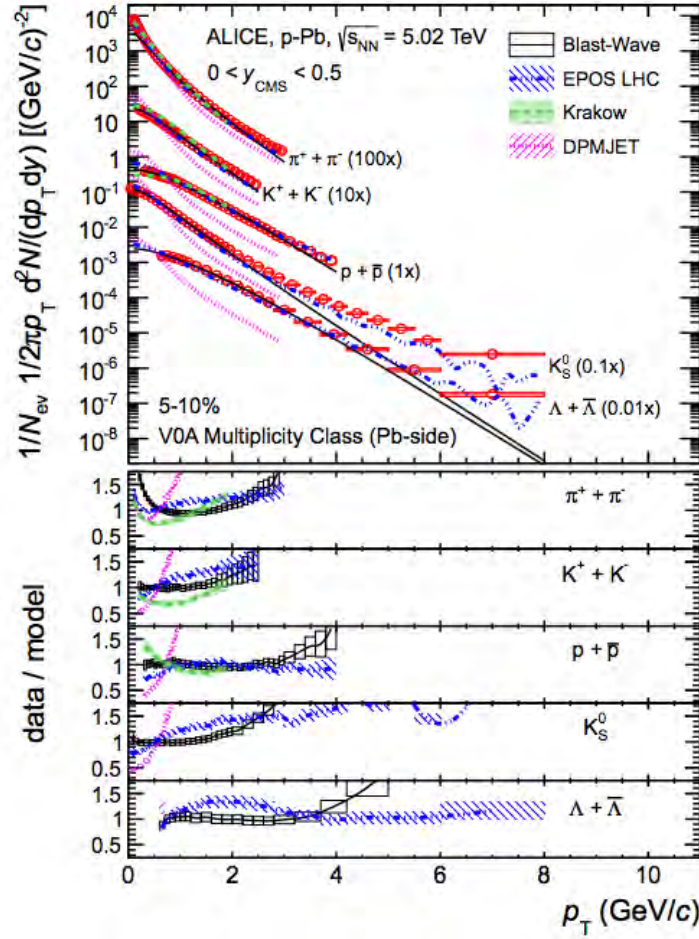 ALICE, p-Pb, √s_NN = 5.02 TeV
0 < y_CMS < 0.5
Blast-Wave
EPOS LHC
Krakow
DPMJET
1/N_ev 1/2πp_T d²N/(dp_T dy) [(GeV/c)⁻²]
10⁴
10³
10²
10
1
10⁻¹
10⁻²
10⁻³
10⁻⁴
10⁻⁵
10⁻⁶
10⁻⁷
10⁻⁸
π⁺ + π⁻ (100x)
K⁺ + K⁻ (10x)
p + p̅ (1x)
K⁰_S (0.1x)
Λ + Λ̅ (0.01x)
5-10%
V0A Multiplicity Class (Pb-side)
data / model
1.5
1
0.5
π⁺ + π⁻
1.5
1
0.5
K⁺ + K⁻
1.5
1
0.5
p + p̅
1.5
1
0.5
K⁰_S
1.5
1
0.5
Λ + Λ̅
0 2 4 6 8 10
p_T (GeV/c)